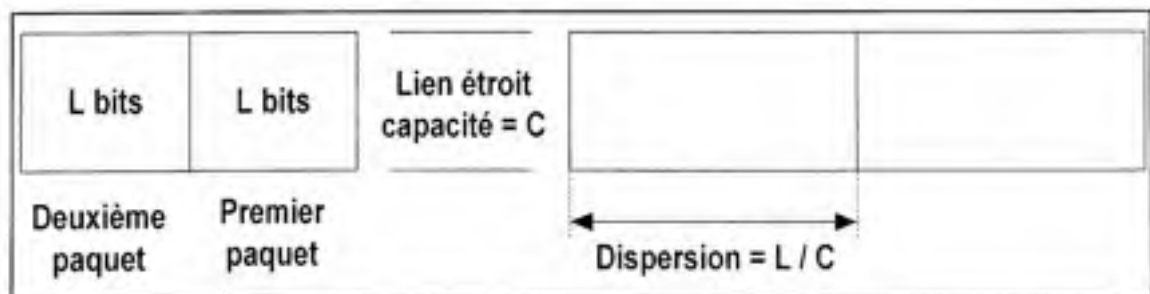 L bits
L bits
Lien étroit
capacité = C
Deuxième
paquet
Premier
paquet
Dispersion = L / C